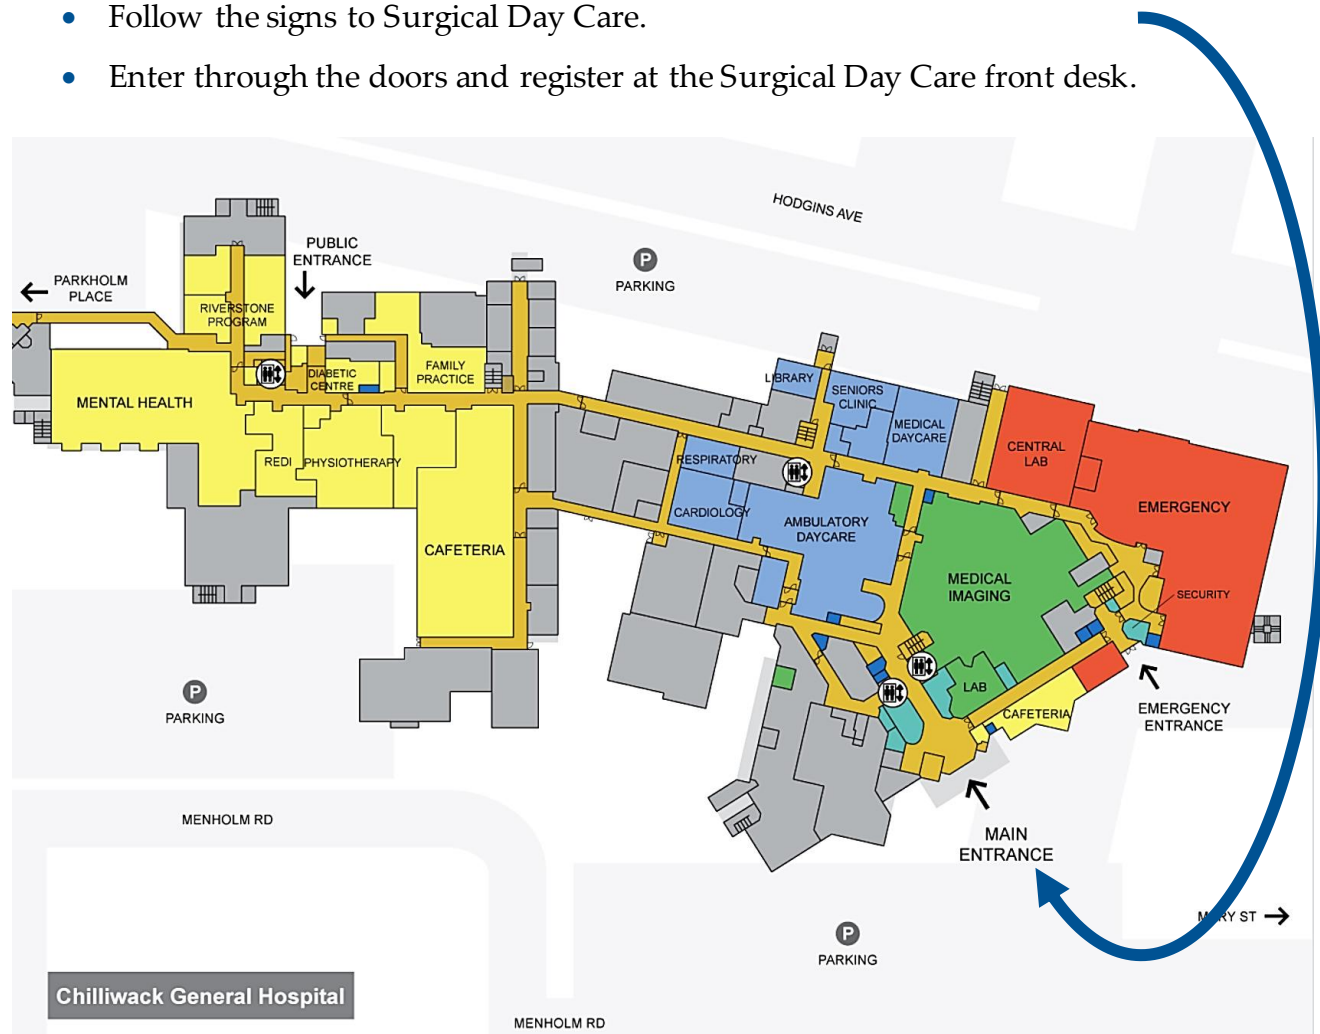 • Follow the signs to Surgical Day Care.
• Enter through the doors and register at the Surgical Day Care front desk.
HODGINS AVE
PUBLIC
ENTRANCE
P
PARKING
PARKHOLM
PLACE
RIVERSTONE
PROGRAM
DIABETIC
CENTRE
FAMILY
PRACTICE
LIBRARY
SENIORS
CLINIC
MENTAL HEALTH
MEDICAL
DAYCARE
CENTRAL
LAB
REDI
PHYSIOTHERAPY
RESPIRATORY
CARDIOLOGY
AMBULATORY
DAYCARE
EMERGENCY
CAFETERIA
MEDICAL
IMAGING
SECURITY
LAB
CAFETERIA
EMERGENCY
ENTRANCE
P
PARKING
MENHOLM RD
MAIN
ENTRANCE
MARY ST
P
PARKING
Chilliwack General Hospital
MENHOLM RD